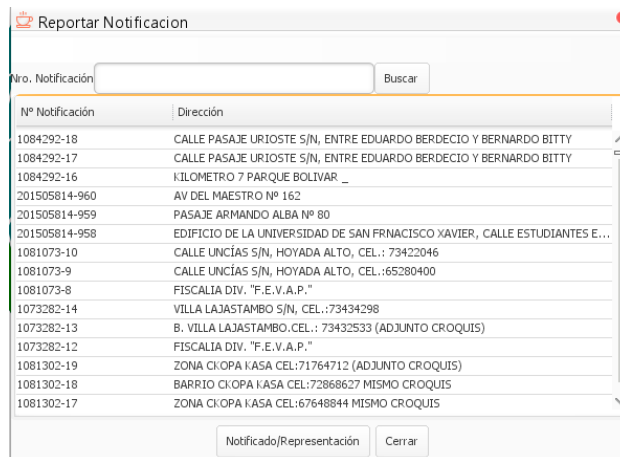 Reportar Notificacion
Nro. Notificación Buscar
Nº Notificación Dirección
1084292-18 CALLE PASAJE URIOSTE S/N, ENTRE EDUARDO BERDECIO Y BERNARDO BITTY
1084292-17 CALLE PASAJE URIOSTE S/N, ENTRE EDUARDO BERDECIO Y BERNARDO BITTY
1084292-16 KILOMETRO 7 PARQUE BOLIVAR _
201505814-960 AV DEL MAESTRO Nº 162
201505814-959 PASAJE ARMANDO ALBA Nº 80
201505814-958 EDIFICIO DE LA UNIVERSIDAD DE SAN FRNACISCO XAVIER, CALLE ESTUDIANTES E...
1081073-10 CALLE UNCÍAS S/N, HOYADA ALTO, CEL.: 73422046
1081073-9 CALLE UNCÍAS S/N, HOYADA ALTO, CEL.:65280400
1081073-8 FISCALIA DIV. "F.E.V.A.P."
1073282-14 VILLA LAJASTAMBO S/N, CEL.:73434298
1073282-13 B. VILLA LAJASTAMBO.CEL.: 73432533 (ADJUNTO CROQUIS)
1073282-12 FISCALIA DIV. "F.E.V.A.P."
1081302-19 ZONA CKOPA KASA CEL:71764712 (ADJUNTO CROQUIS)
1081302-18 BARRIO CKOPA KASA CEL:72868627 MISMO CROQUIS
1081302-17 ZONA CKOPA KASA CEL:67648844 MISMO CROQUIS
Notificado/Representación Cerrar